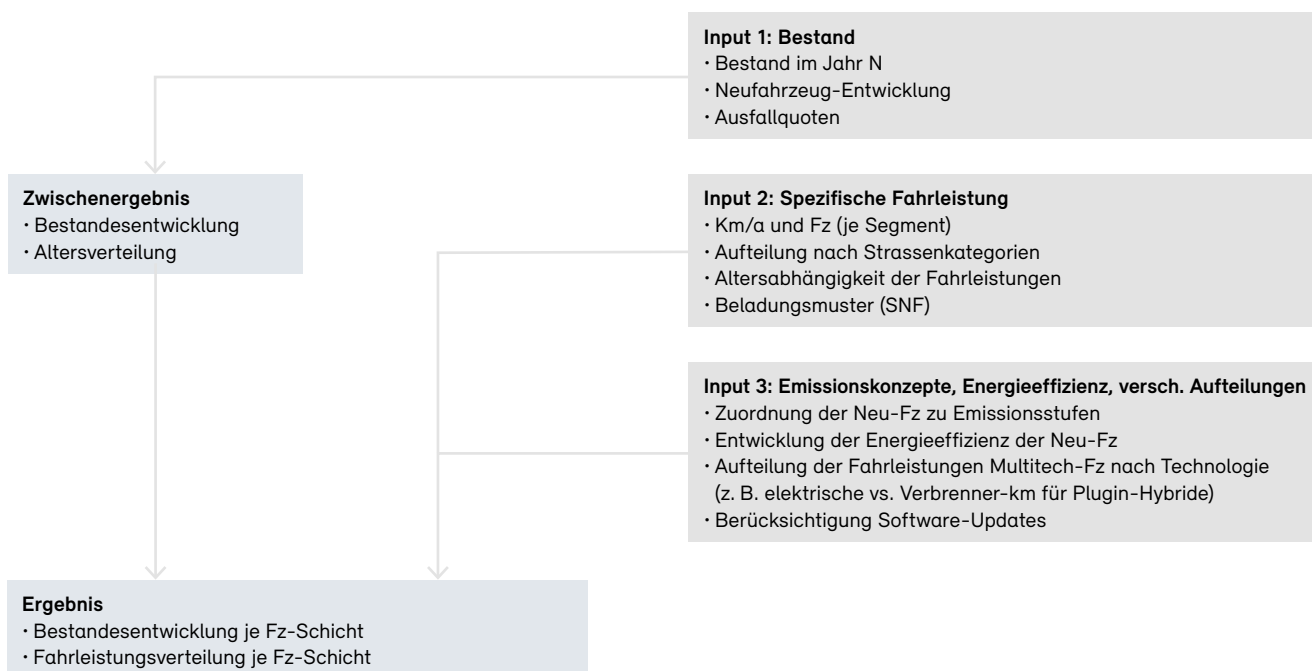 Input 1: Bestand
· Bestand im Jahr N
· Neufahrzeug-Entwicklung
· Ausfallquoten
Zwischenergebnis
· Bestandesentwicklung
· Altersverteilung
Input 2: Spezifische Fahrleistung
· Km/a und Fz (je Segment)
· Aufteilung nach Strassenkategorien
· Altersabhängigkeit der Fahrleistungen
· Beladungsmuster (SNF)
Input 3: Emissionskonzepte, Energieeffizienz, versch. Aufteilungen
· Zuordnung der Neu-Fz zu Emissionsstufen
· Entwicklung der Energieeffizienz der Neu-Fz
· Aufteilung der Fahrleistungen Multitech-Fz nach Technologie
(z. B. elektrische vs. Verbrenner-km für Plugin-Hybride)
· Berücksichtigung Software-Updates
Ergebnis
· Bestandesentwicklung je Fz-Schicht
· Fahrleistungsverteilung je Fz-Schicht